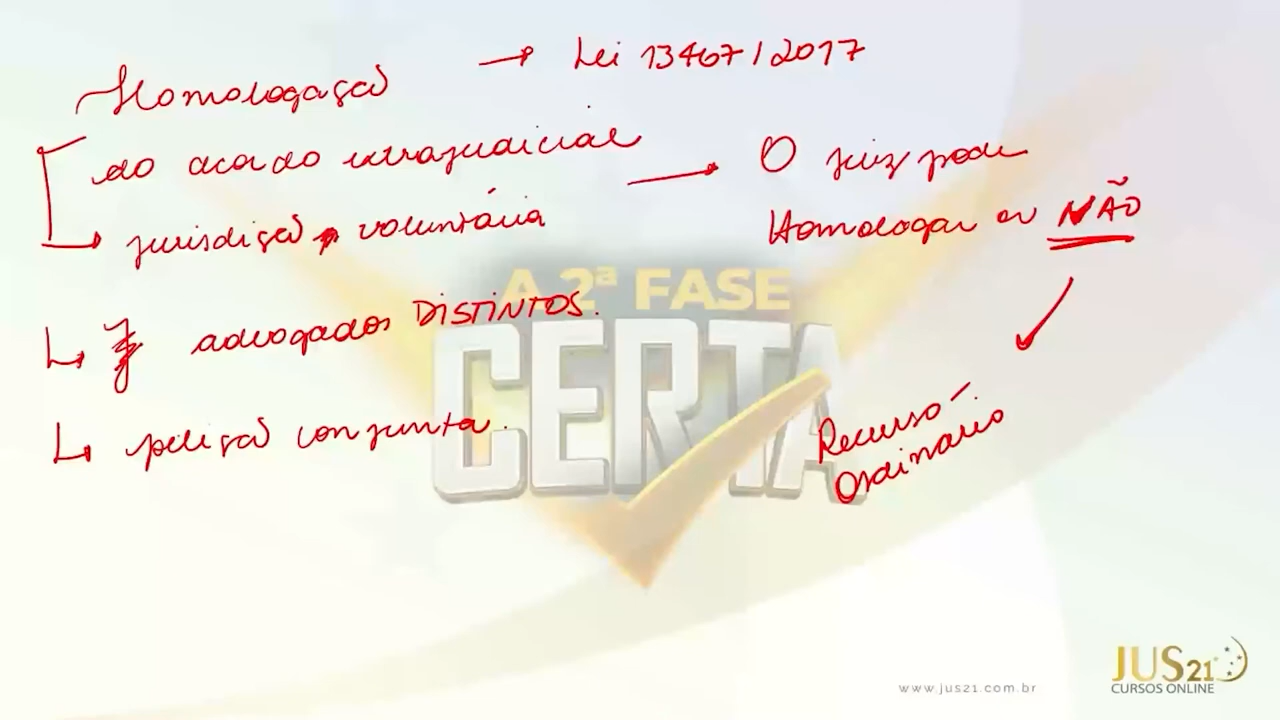 Homologação → Lei 13467/2017
do acordo extrajudicial
→ O juiz pode
jurisdição voluntária
Homologar ou NÃO
advogados DISTINTOS.
petição conjunta.
Recurso
Ordinário
A 2ª FASE
CERTA
JUS21
CURSOS ONLINE
www.jus21.com.br